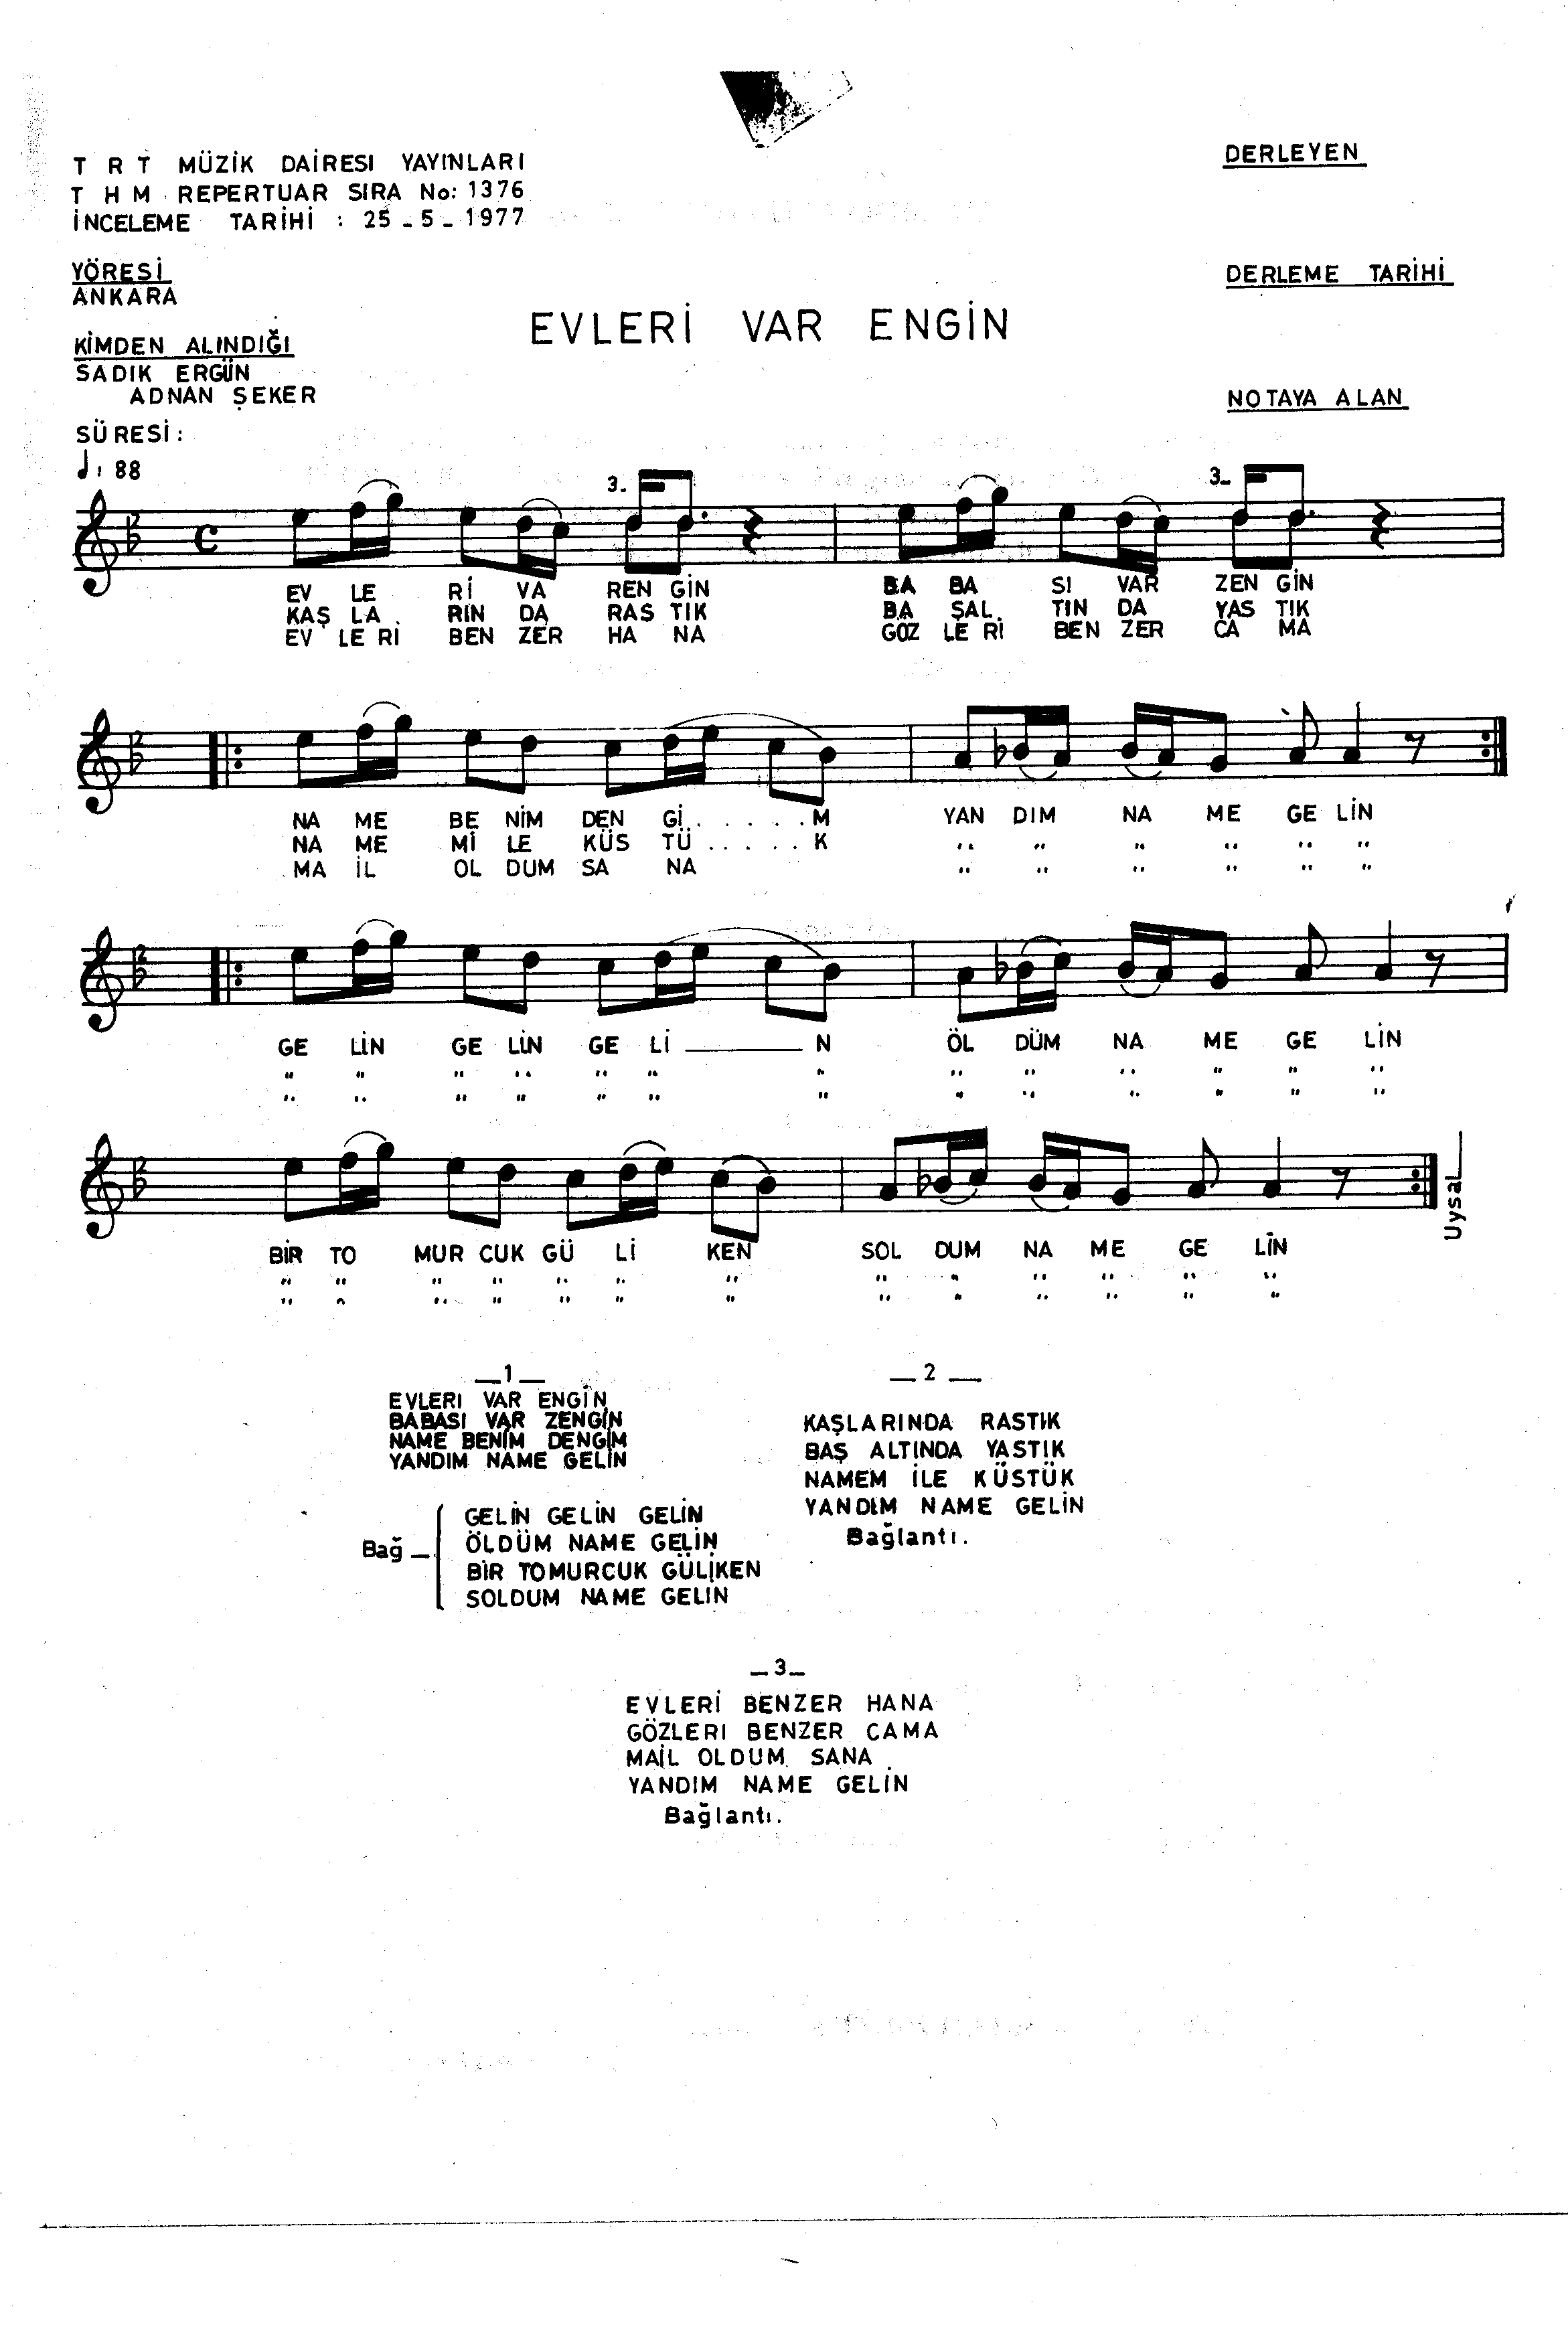 T R T MÜZİK DAİRESI YAYINLARI
T H M REPERTUAR SIRA No: 1376
İNCELEME TARİHİ : 25_5_1977
DERLEYEN
YÖRESİ
ANKARA
DERLEME TARİHİ
KİMDEN ALINDIĞI
SADIK ERGÜN
ADNAN ŞEKER
EVLERİ VAR ENGİN
NOTAYA ALAN
SÜRESİ:
♩: 88
3. 3_
EV LE Rİ VA REN GİN BA BA SI VAR ZEN GİN
KAŞ LA. RIN DA RAS TIK BA ŞAL. TIN DA YAS TIK
EV LE Rİ BEN ZER HA NA GÖZ LE Rİ BEN ZER CA MA
NA ME BE NİM DEN Gİ . . . . . . M YAN DIM NA ME GE LİN
NA ME Mİ LE KÜS TÜ . . . . . K " " " " " "
MA İL OL DUM SA NA " " " " " "
GE LİN GE LİN GE Lİ ______ N ÖL DÜM NA ME GE LİN
" " " " " " " " " " " " "
" " " " " " " " " " " " "
BİR TO MUR CUK GÜ Lİ KEN SOL DUM NA ME GE LİN
" " " " " " " " " " " " "
" " " " " " " " " " " " "
Uysal
_1_
EVLERI VAR ENGİN
BABASI VAR ZENGİN
NAME BENİM DENGİM
YANDIM NAME GELİN
Bağ _
GELİN GELİN GELİN
ÖLDÜM NAME GELİN
BİR TOMURCUK GÜLİKEN
SOLDUM NAME GELIN
_ 2 _
KAŞLARINDA RASTIK
BAŞ ALTINDA YASTIK
NAMEM İLE KÜSTÜK
YANDIM NAME GELİN
Bağlantı.
_3_
EVLERİ BENZER HANA
GÖZLERI BENZER CAMA
MAİL OLDUM SANA
YANDIM NAME GELİN
Bağlantı.